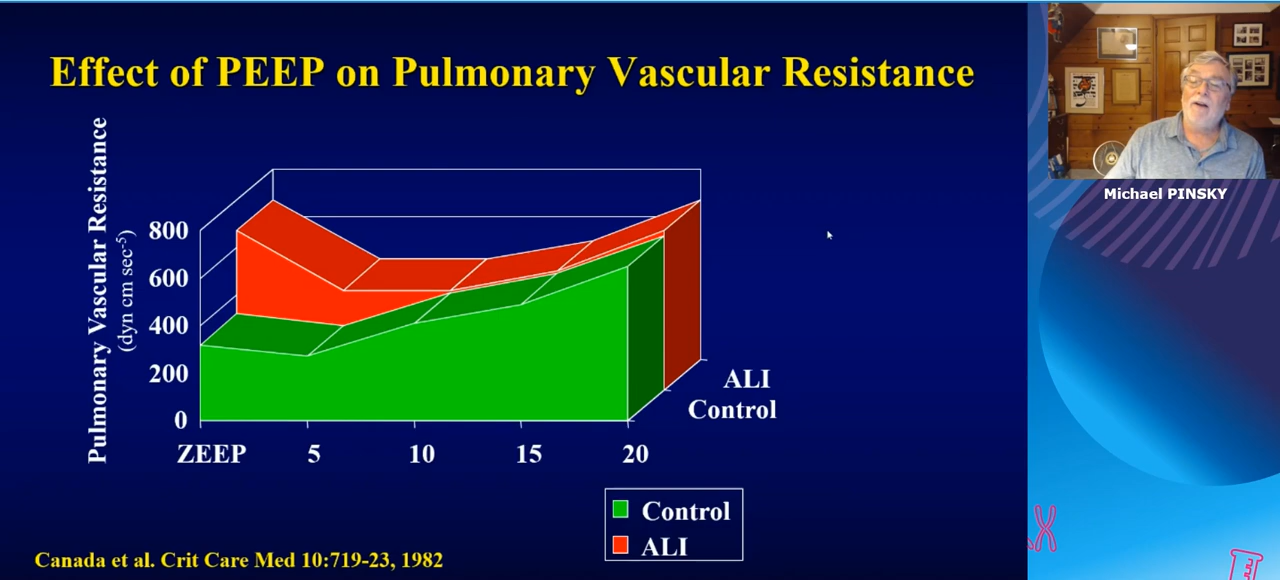 Effect of PEEP on Pulmonary Vascular Resistance
Pulmonary Vascular Resistance
(dyn cm sec-5)
800
600
400
200
0
ZEEP 5 10 15 20
ALI
Control
Control
ALI
Canada et al. Crit Care Med 10:719-23, 1982
Michael PINSKY